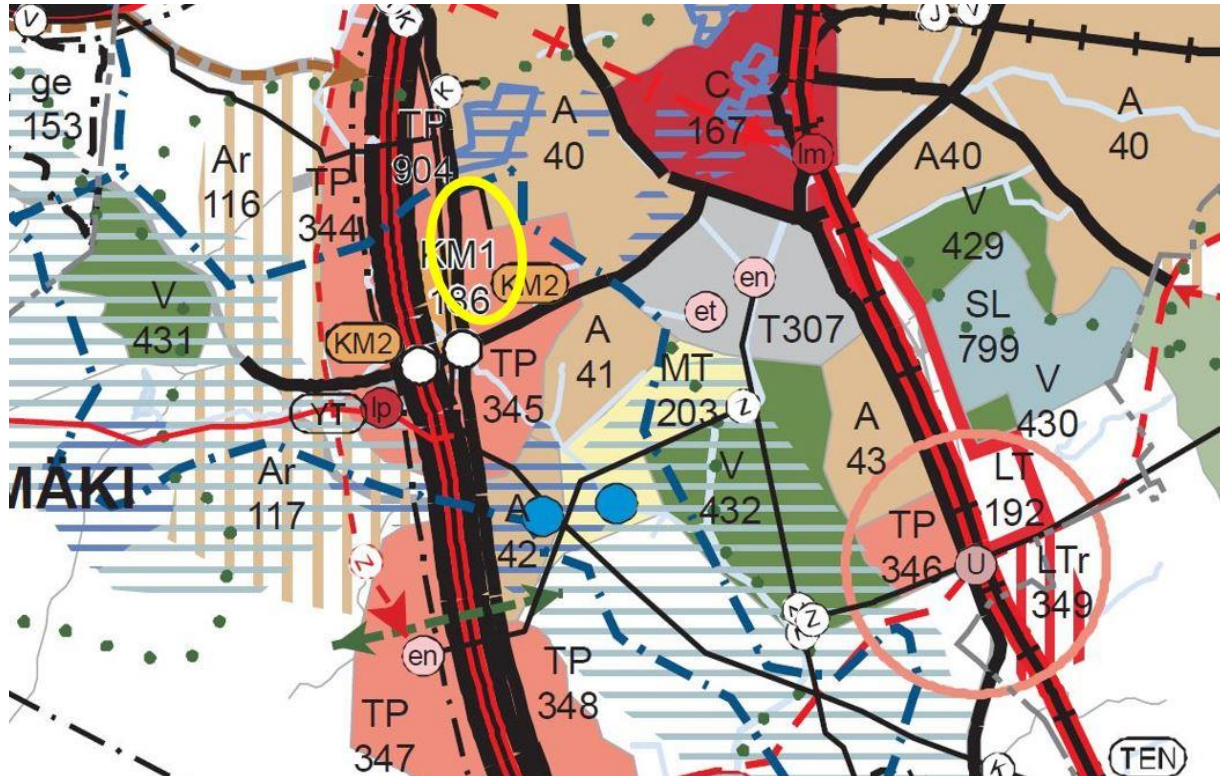 V
V/K
J
V
ge
153
K
TP
904
A
40
C
167
A
40
Ar
116
TP
344
lm
A40
V
429
KM1
186
KM2
en
et
T307
SL
799
V
431
KM2
A
41
MT
203
V
430
TP
345
YT
lp
Z
A
43
MÄKI
Ar
117
V
432
LT
192
A
42
TP
346
U
LTr
349
Z
Z
Z
en
TP
348
TP
347
K
TEN